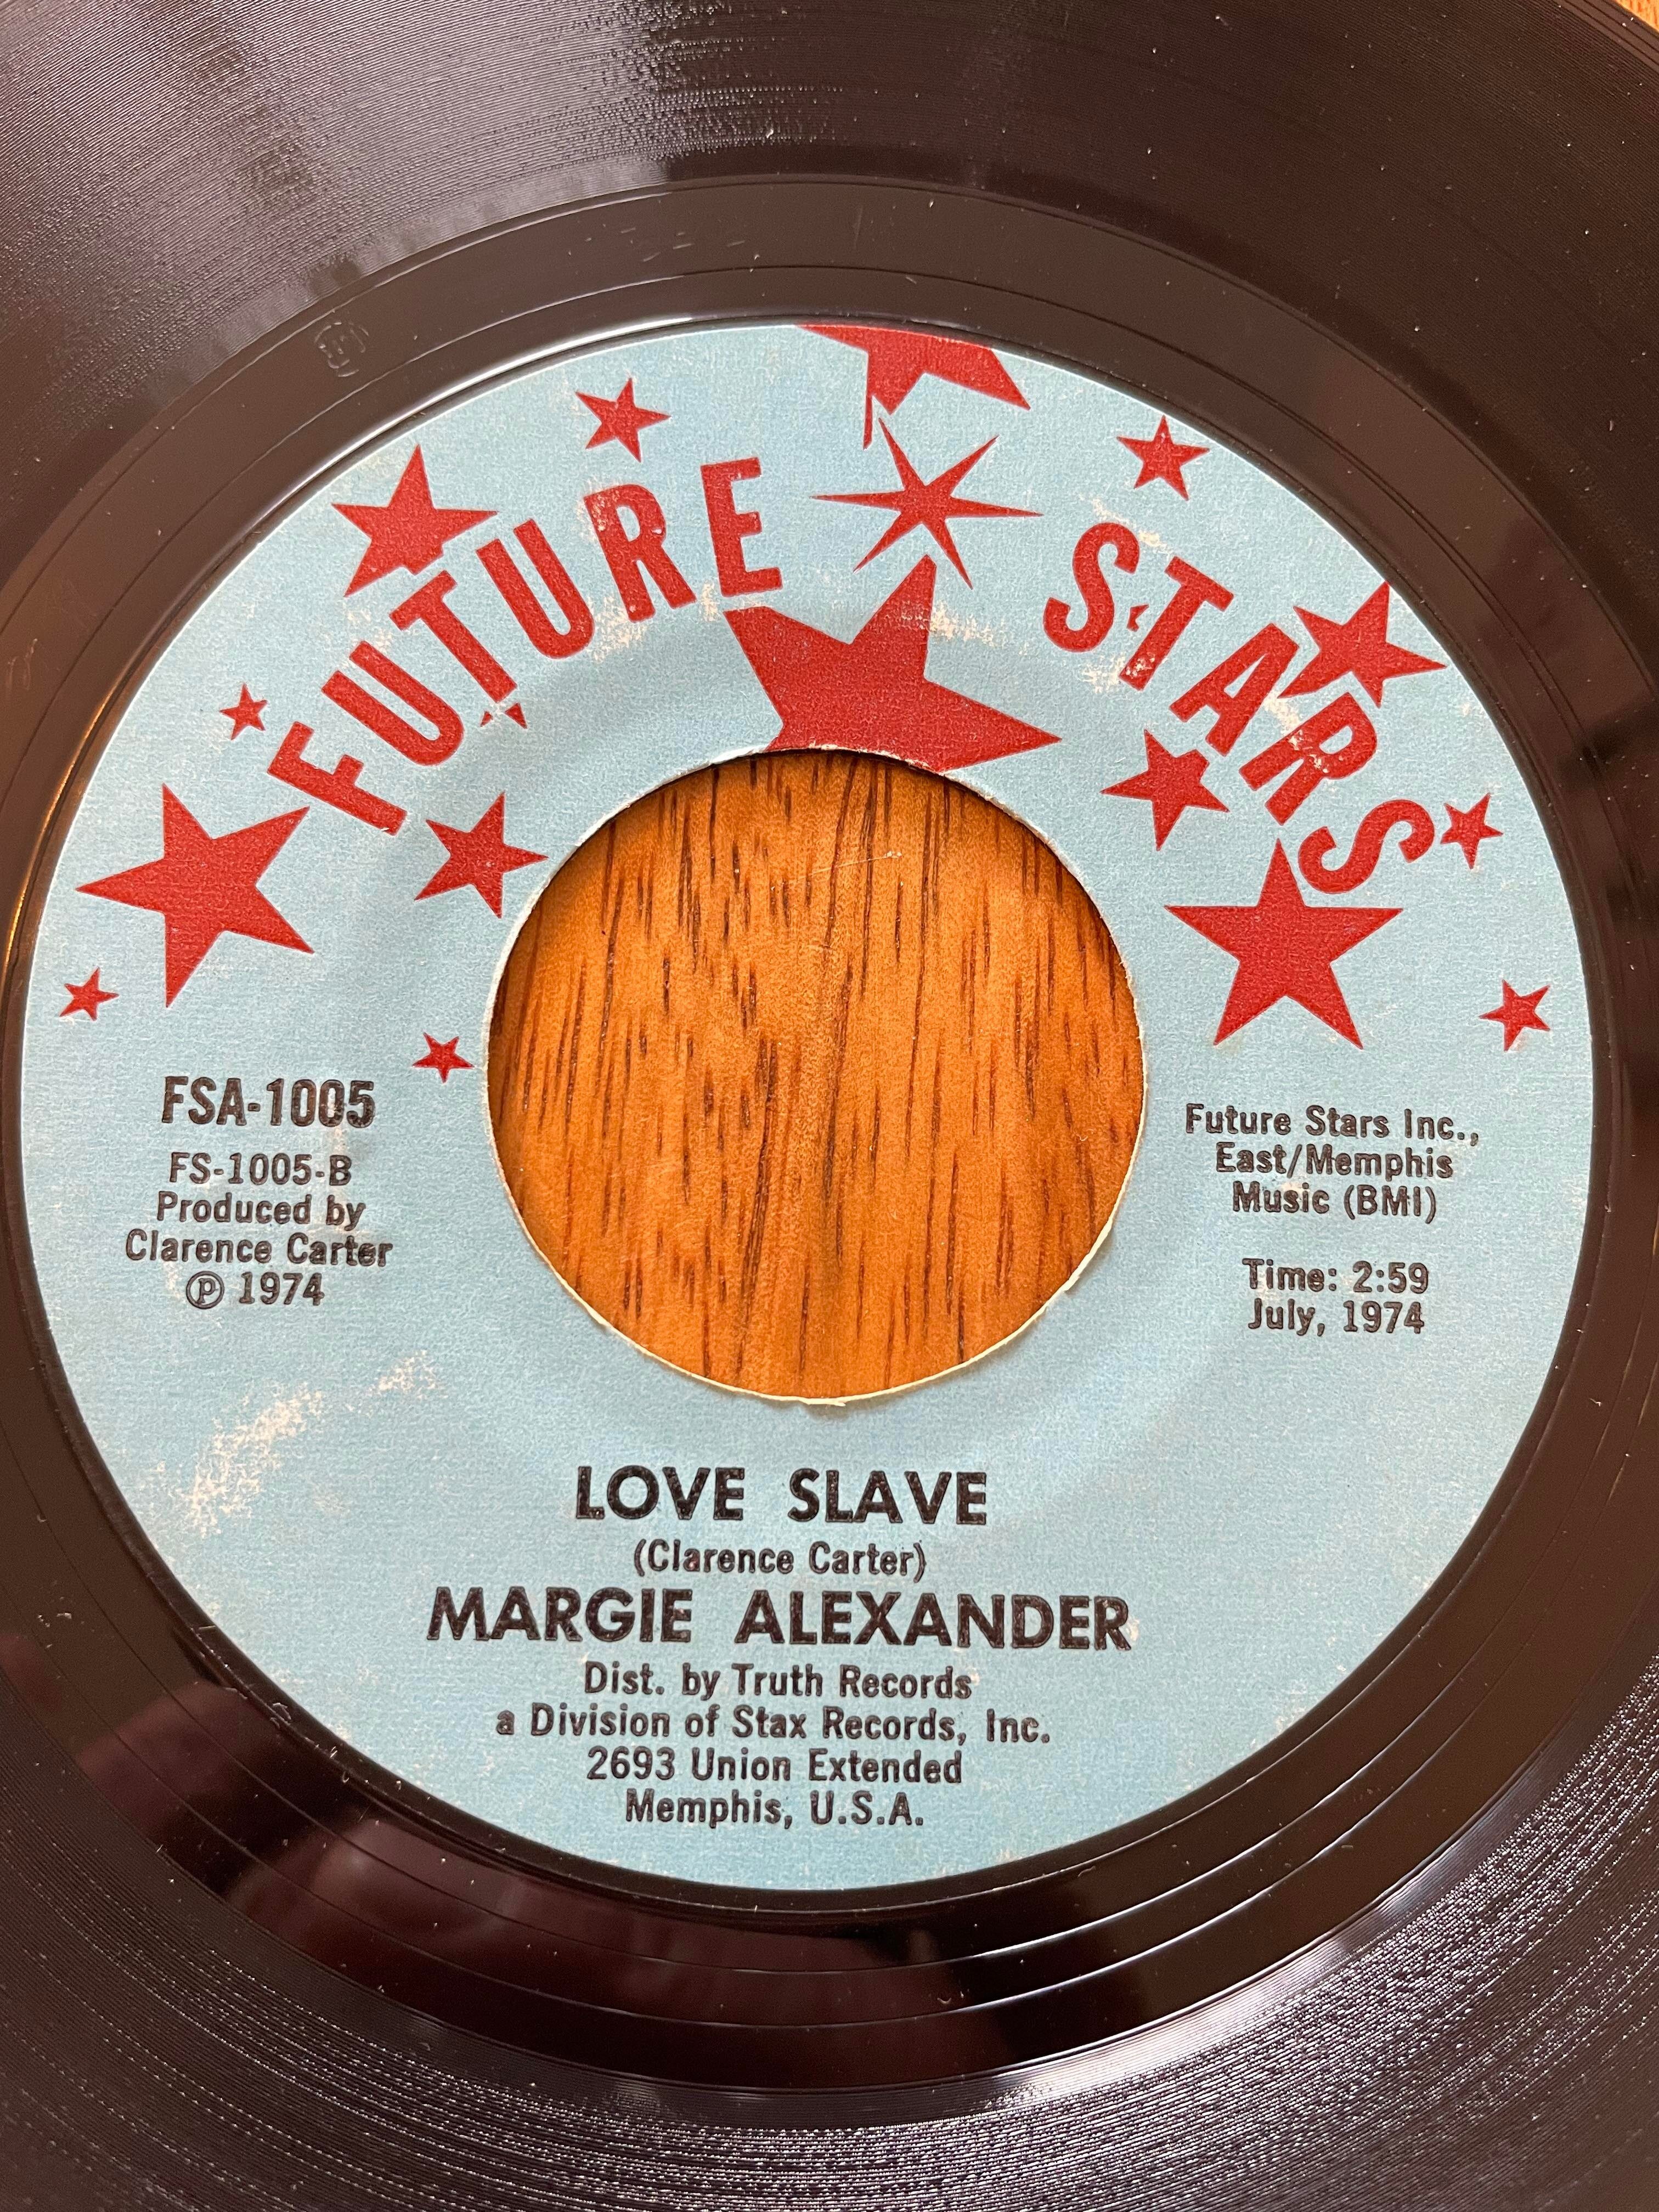 FUTURE STARS
FSA-1005
FS-1005-B
Produced by
Clarence Carter
℗ 1974
Future Stars Inc.,
East/Memphis
Music (BMI)
Time: 2:59
July, 1974
LOVE SLAVE
(Clarence Carter)
MARGIE ALEXANDER
Dist. by Truth Records
a Division of Stax Records, Inc.
2693 Union Extended
Memphis, U.S.A.